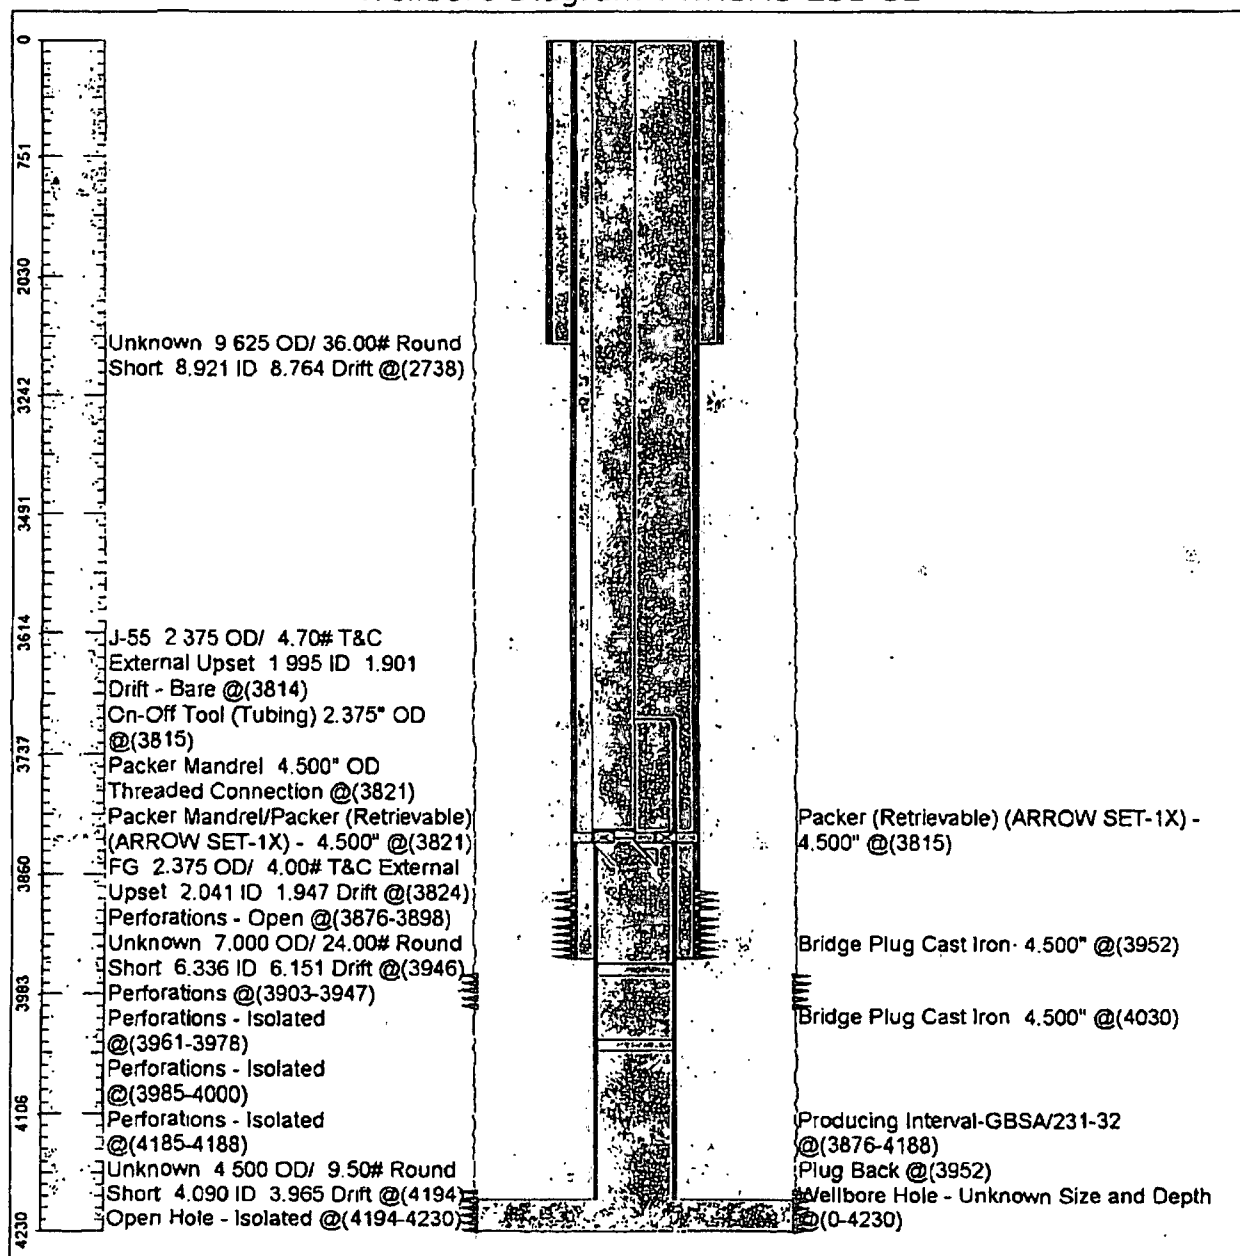 0
751
2030
3242
3491
3614
3737
3860
3983
4106
4230
Unknown 9 625 OD/ 36.00# Round
Short 8.921 ID 8.764 Drift @(2738)
J-55 2 375 OD/ 4.70# T&C
External Upset 1 995 ID 1.901
Drift - Bare @(3814)
On-Off Tool (Tubing) 2.375" OD
@(3815)
Packer Mandrel 4.500" OD
Threaded Connection @(3821)
Packer Mandrel/Packer (Retrievable)
(ARROW SET-1X) - 4.500" @(3821)
FG 2.375 OD/ 4.00# T&C External
Upset 2.041 ID 1.947 Drift @(3824)
Perforations - Open @(3876-3898)
Unknown 7.000 OD/ 24.00# Round
Short 6.336 ID 6.151 Drift @(3946)
Perforations @(3903-3947)
Perforations - Isolated
@(3961-3978)
Perforations - Isolated
@(3985-4000)
Perforations - Isolated
@(4185-4188)
Unknown 4 500 OD/ 9.50# Round
Short 4.090 ID 3.965 Drift @(4194)
Open Hole - Isolated @(4194-4230)
Packer (Retrievable) (ARROW SET-1X) -
4.500" @(3815)
Bridge Plug Cast Iron 4.500" @(3952)
Bridge Plug Cast Iron 4.500" @(4030)
Producing Interval-GBSA/231-32
@(3876-4188)
Plug Back @(3952)
Wellbore Hole - Unknown Size and Depth
@(0-4230)